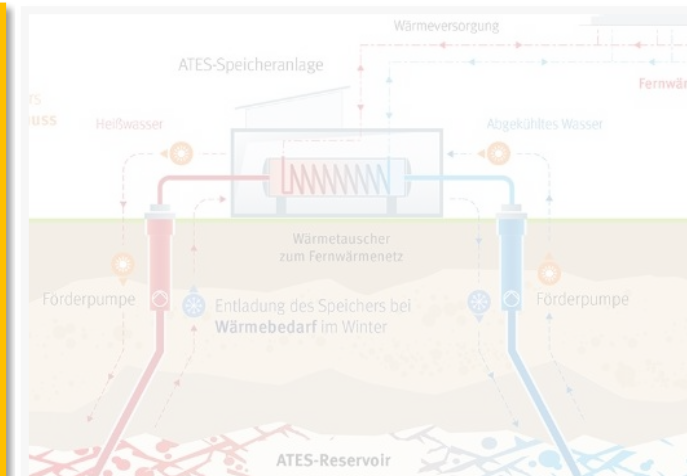 Wärmeversorgung
ATES-Speicheranlage
Fernwär
uss
Heißwasser
Abgekühltes Wasser
Wärmetauscher
zum Fernwärmenetz
Förderpumpe
Förderpumpe
Entladung des Speichers bei
Wärmebedarf im Winter
ATES-Reservoir